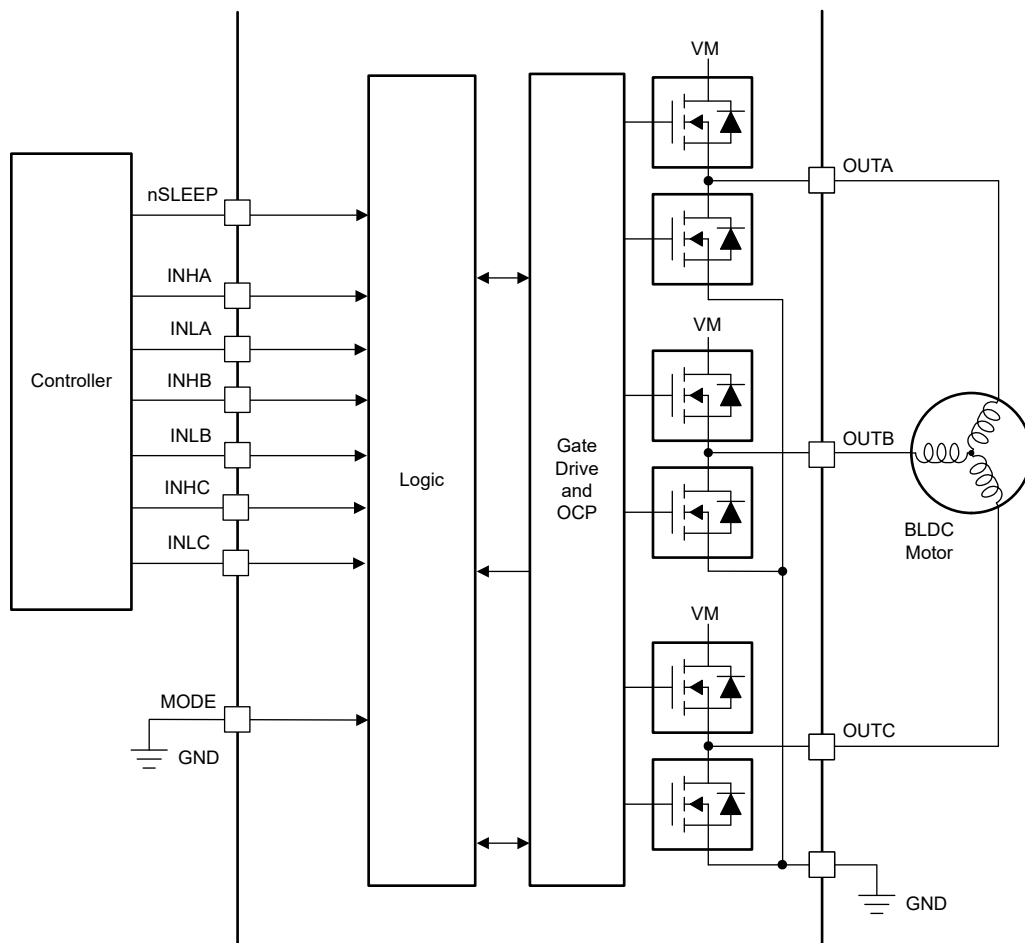 VM
nSLEEP
OUTA
INHA
INLA
VM
Controller
INHB
INLB
OUTB
Logic
Gate
Drive
and
OCP
INHC
BLDC
Motor
INLC
VM
MODE
GND
OUTC
GND